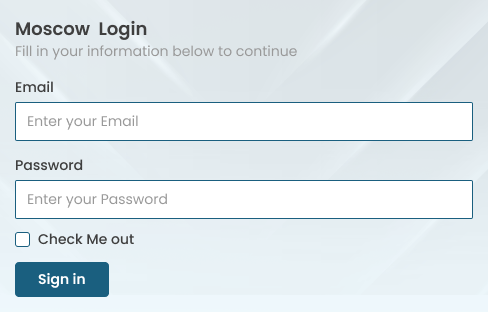 Moscow Login
Fill in your information below to continue
Email
Enter your Email
Password
Enter your Password
Check Me out
Sign in